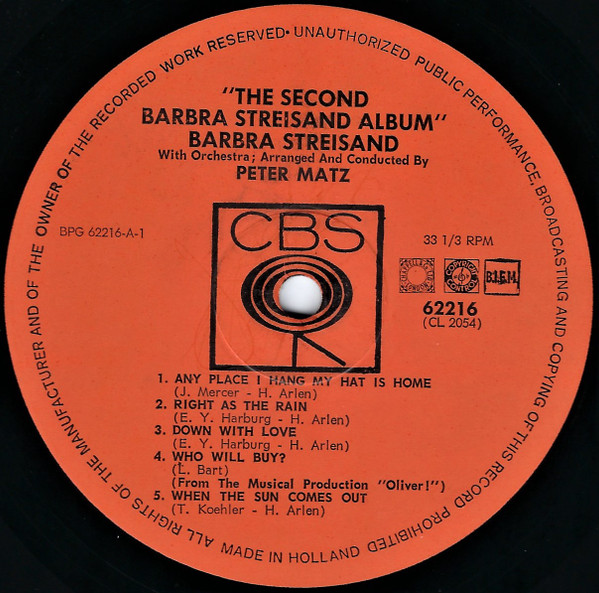 ALL RIGHTS OF THE MANUFACTURER AND OF THE OWNER OF THE RECORDED WORK RESERVED • UNAUTHORIZED PUBLIC PERFORMANCE, BROADCASTING AND COPYING OF THIS RECORD PROHIBITED
"THE SECOND
BARBRA STREISAND ALBUM"
BARBRA STREISAND
With Orchestra; Arranged And Conducted By
PETER MATZ
BPG 62216-A-1
CBS
33 1/3 RPM
COPYRIGHT CONTROL
B.I.E.M.
62216
(CL 2054)
1. ANY PLACE I HANG MY HAT IS HOME
(J. Mercer - H. Arlen)
2. RIGHT AS THE RAIN
(E. Y. Harburg - H. Arlen)
3. DOWN WITH LOVE
(E. Y. Harburg - H. Arlen)
4. WHO WILL BUY?
(L. Bart)
(From The Musical Production "Oliver!")
5. WHEN THE SUN COMES OUT
(T. Koehler - H. Arlen)
MADE IN HOLLAND